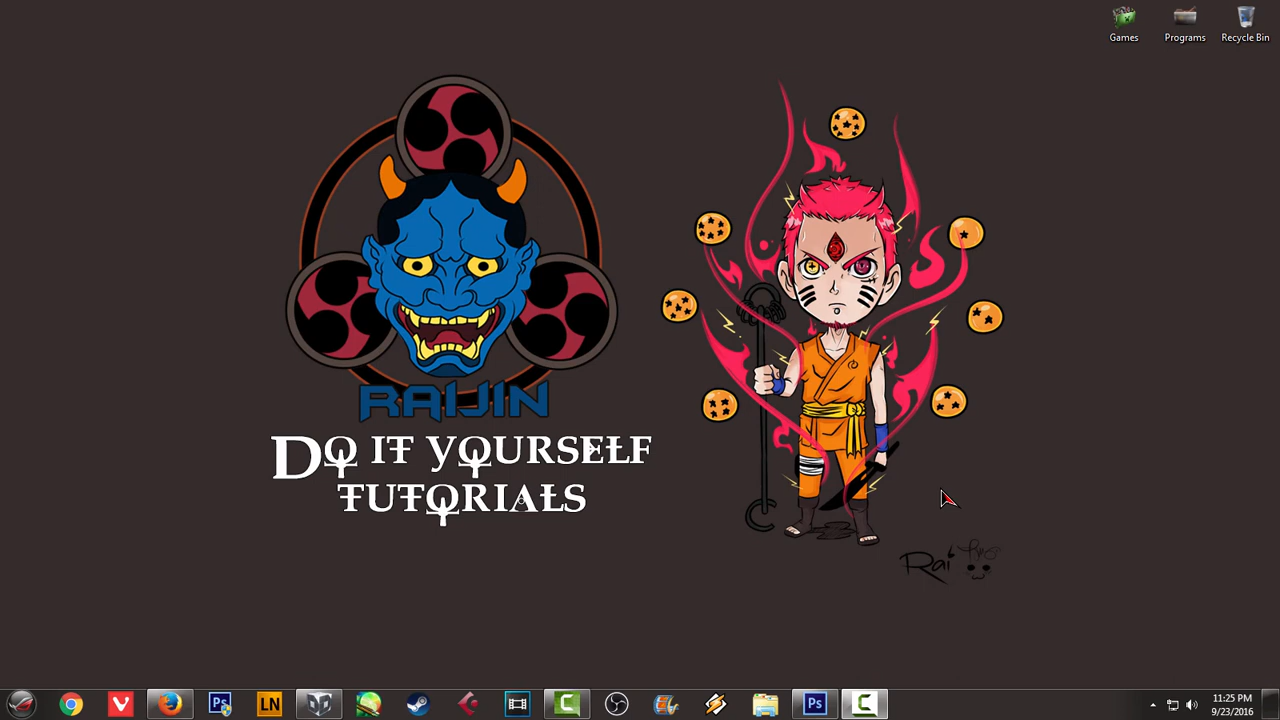 Games
Programs
Recycle Bin
RAIJIN
DO IT YOURSELF
TUTORIALS
Rai
Ps
LN
Ps
11:25 PM
9/23/2016